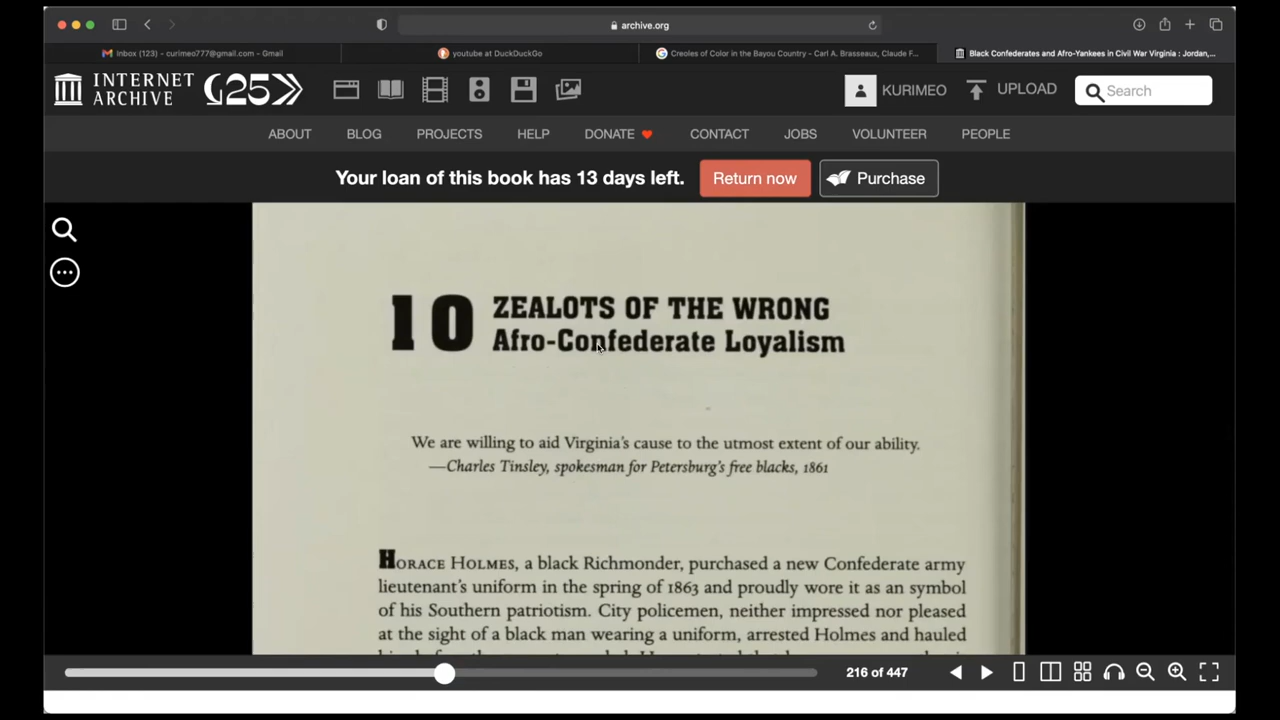 archive.org
Inbox (123) - curimeo777@gmail.com - Gmail
youtube at DuckDuckGo
Creoles of Color in the Bayou Country - Carl A. Brasseaux, Claude F...
Black Confederates and Afro-Yankees in Civil War Virginia : Jordan,...
INTERNET ARCHIVE
25
KURIMEO
UPLOAD
Search
ABOUT BLOG PROJECTS HELP DONATE CONTACT JOBS VOLUNTEER PEOPLE
Your loan of this book has 13 days left.
Return now
Purchase
10 ZEALOTS OF THE WRONG
Afro-Confederate Loyalism
We are willing to aid Virginia's cause to the utmost extent of our ability.
—Charles Tinsley, spokesman for Petersburg's free blacks, 1861
HORACE HOLMES, a black Richmonder, purchased a new Confederate army
lieutenant's uniform in the spring of 1863 and proudly wore it as an symbol
of his Southern patriotism. City policemen, neither impressed nor pleased
at the sight of a black man wearing a uniform, arrested Holmes and hauled
216 of 447